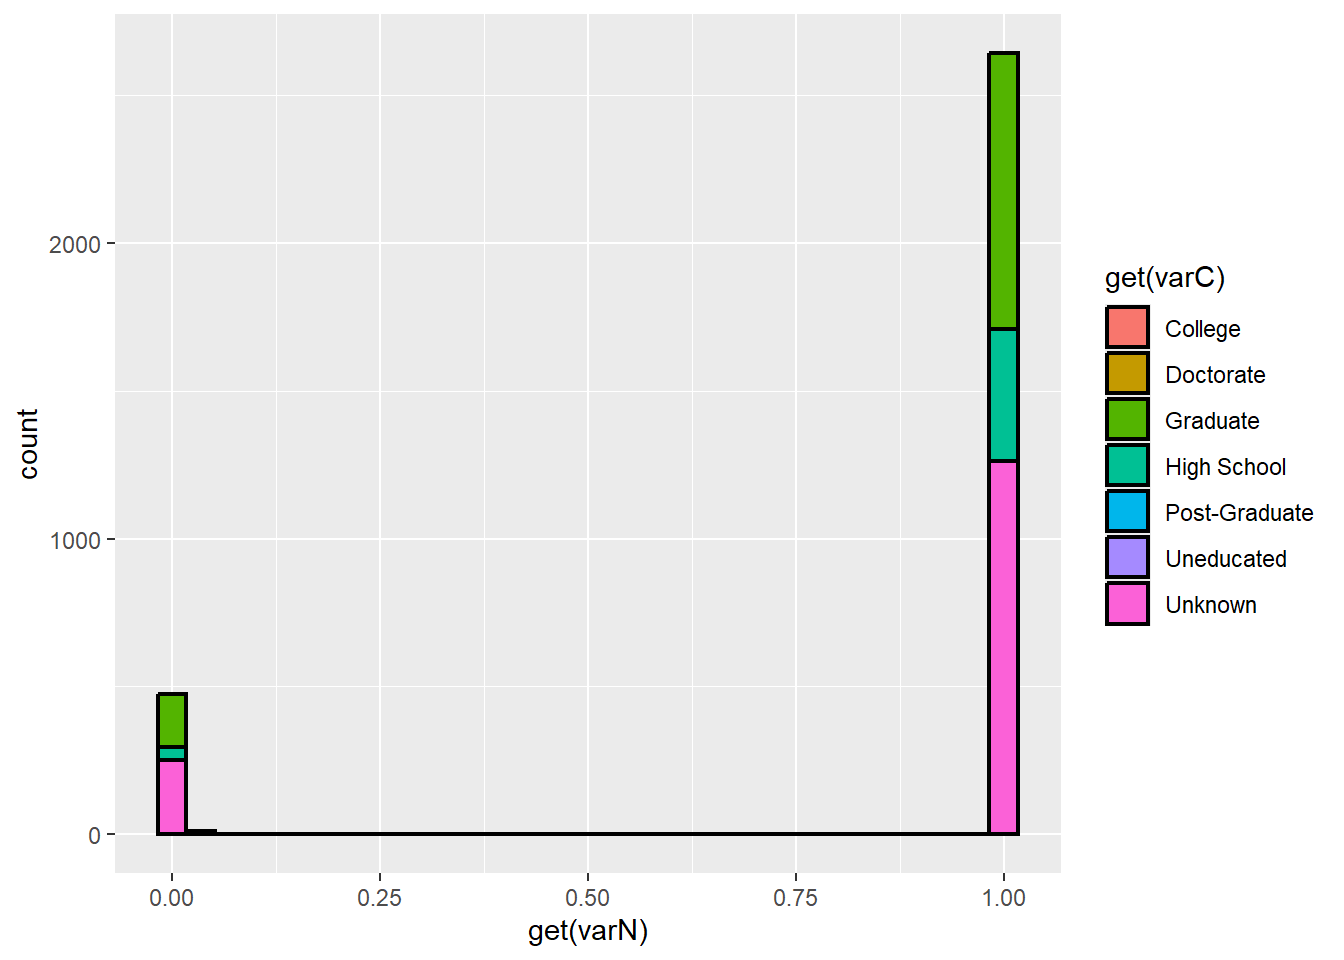 2000
1000
0
count
0.00 0.25 0.50 0.75 1.00
get(varN)
get(varC)
College
Doctorate
Graduate
High School
Post-Graduate
Uneducated
Unknown